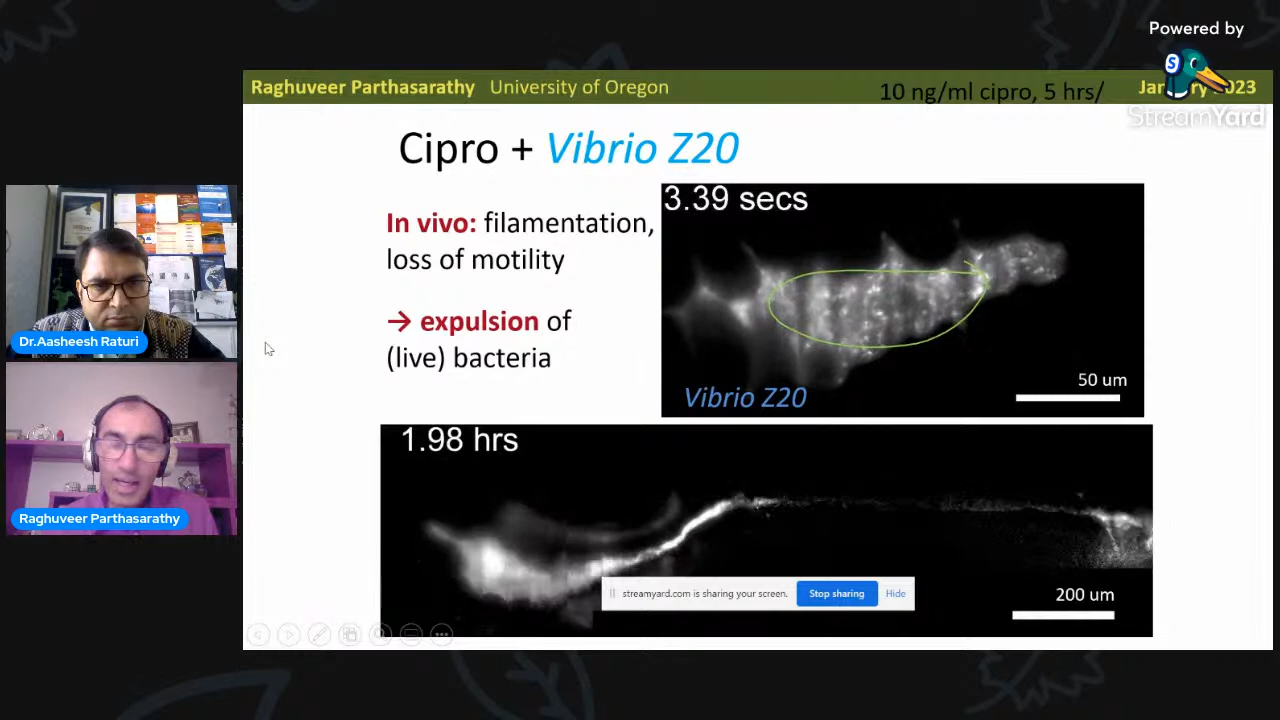 Powered by
StreamYard
Raghuveer Parthasarathy University of Oregon
10 ng/ml cipro, 5 hrs/
Cipro + Vibrio Z20
In vivo: filamentation,
loss of motility
→ expulsion of
(live) bacteria
3.39 secs
Vibrio Z20
50 um
1.98 hrs
200 um
streamyard.com is sharing your screen.
Stop sharing
Hide
Dr.Aasheesh Raturi
Raghuveer Parthasarathy